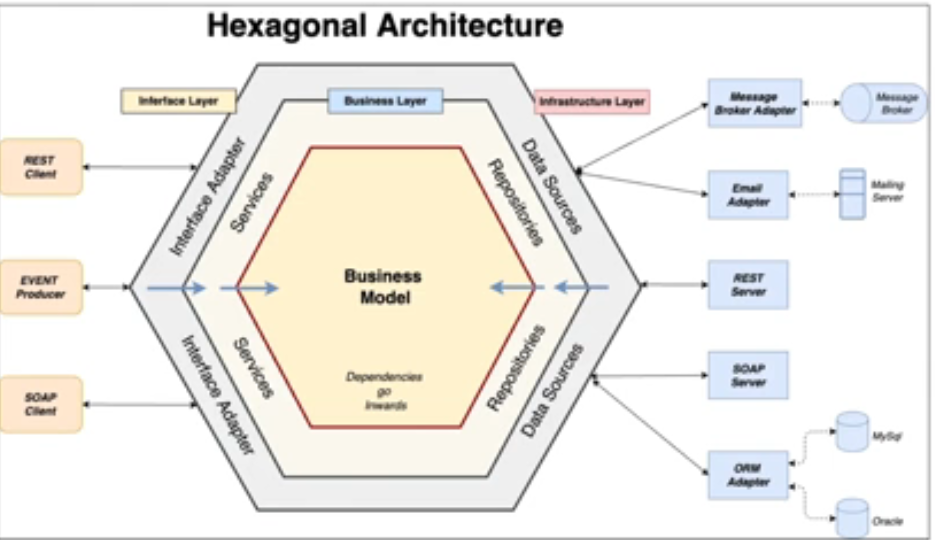 Hexagonal Architecture
Inferface Layer
Business Layer
Infrastructure Layer
REST
Client
EVENT
Producer
SOAP
Client
Interface Adapter
Services
Interface Adapter
Services
Business
Model
Dependencies
go
Inwards
Repositories
Data Sources
Repositories
Data Sources
Message
Broker Adapter
Message
Broker
Email
Adapter
Mailing
Server
REST
Server
SOAP
Server
ORM
Adapter
MySql
Oracle